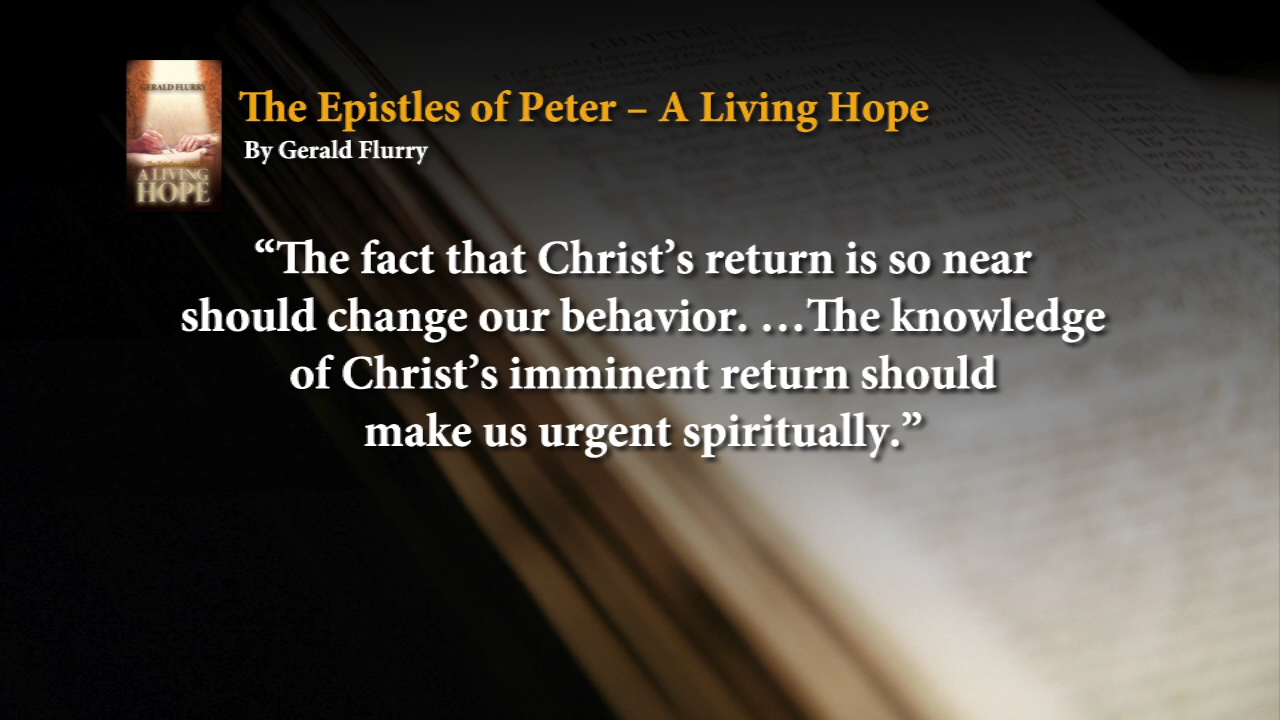 GERALD FLURRY
A LIVING
HOPE
The Epistles of Peter – A Living Hope
By Gerald Flurry
“The fact that Christ’s return is so near
should change our behavior. …The knowledge
of Christ’s imminent return should
make us urgent spiritually.”